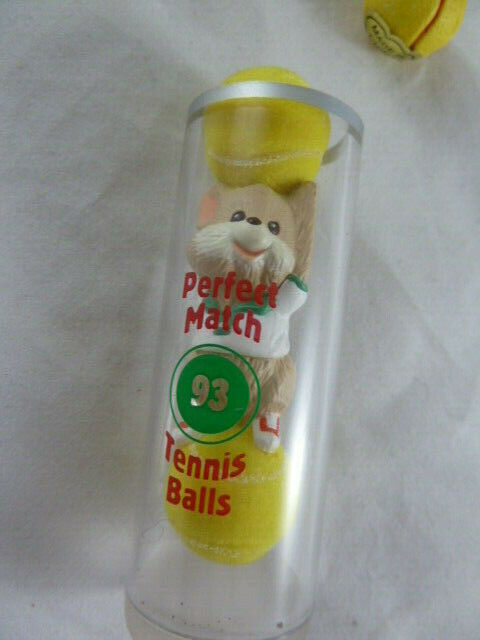 Perfect
Match
93
Tennis
Balls